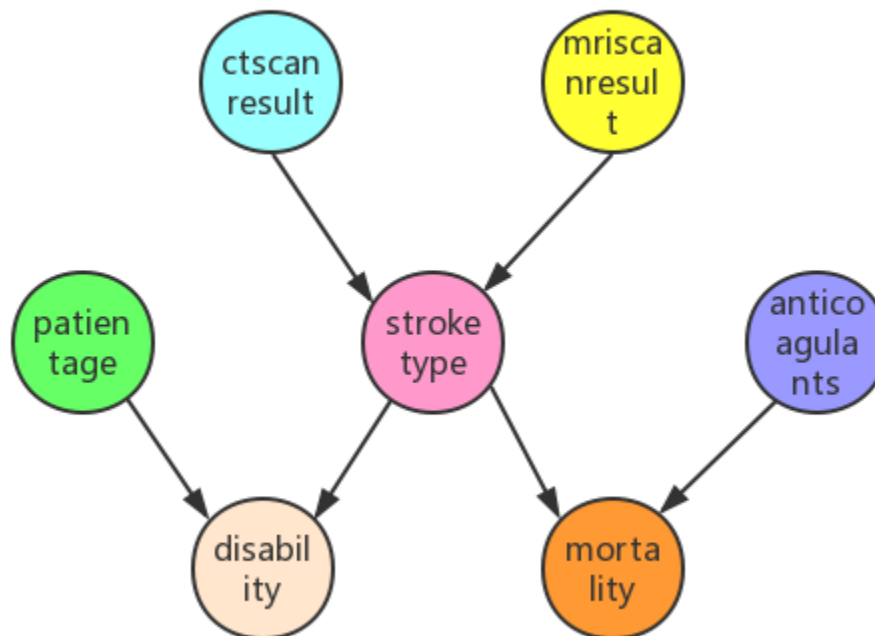 ctscan
result
mrisca
nresul
t
patien
tage
stroke
type
antico
agula
nts
disabil
ity
morta
lity